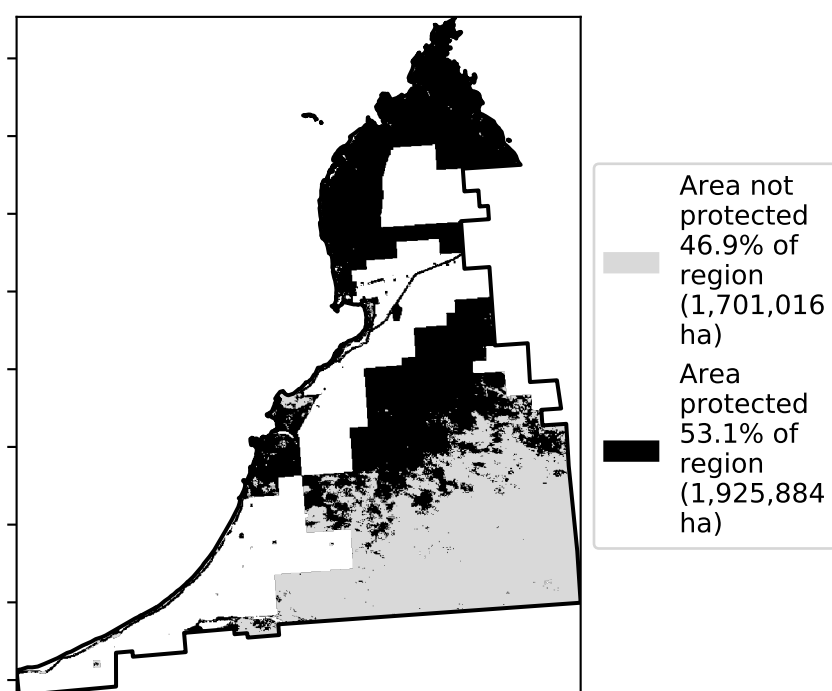 Area not
protected
46.9% of
region
(1,701,016
ha)
Area
protected
53.1% of
region
(1,925,884
ha)